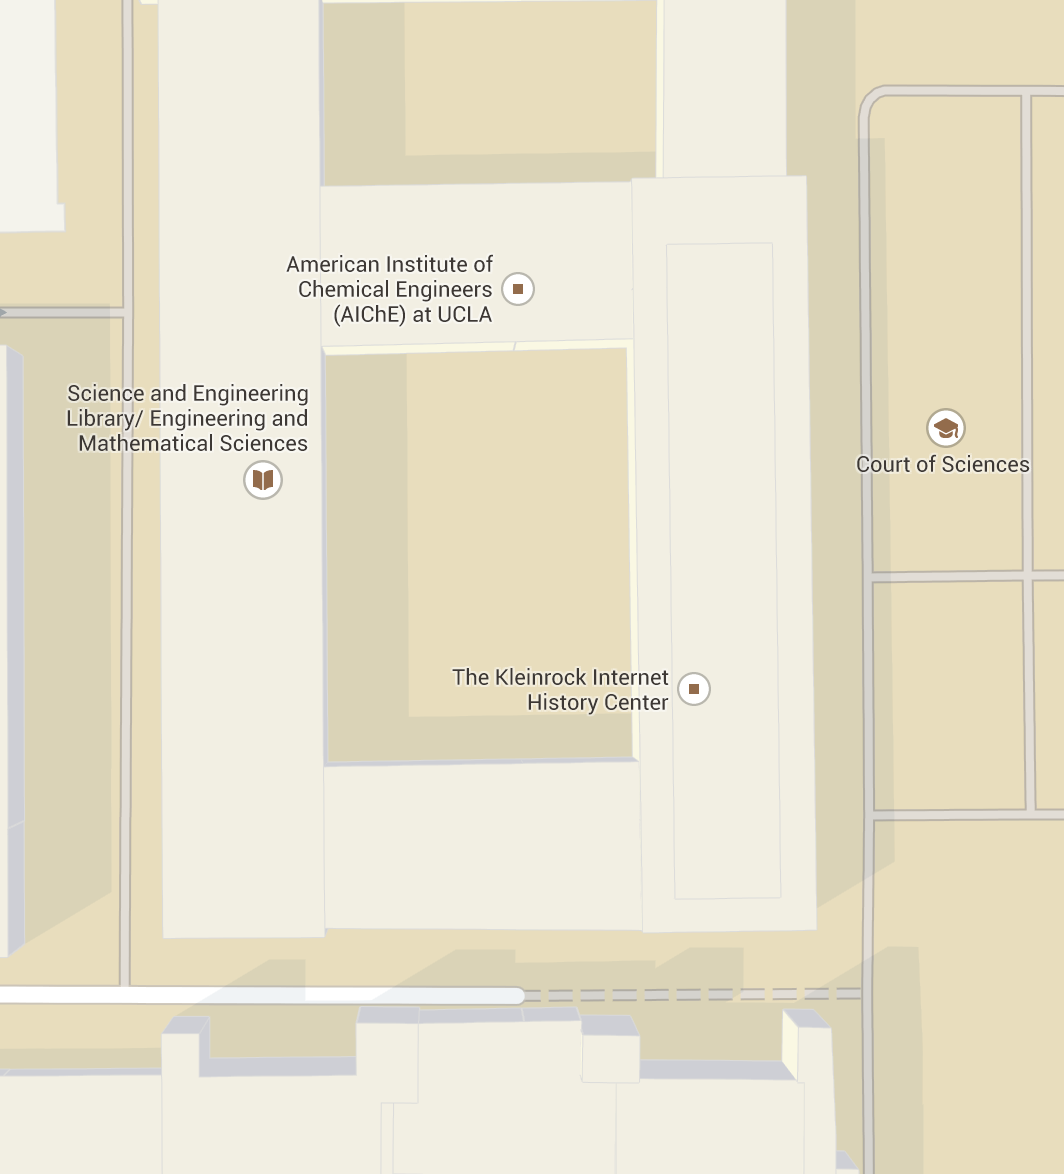 American Institute of
Chemical Engineers
(AIChE) at UCLA
Science and Engineering
Library/ Engineering and
Mathematical Sciences
Court of Sciences
The Kleinrock Internet
History Center